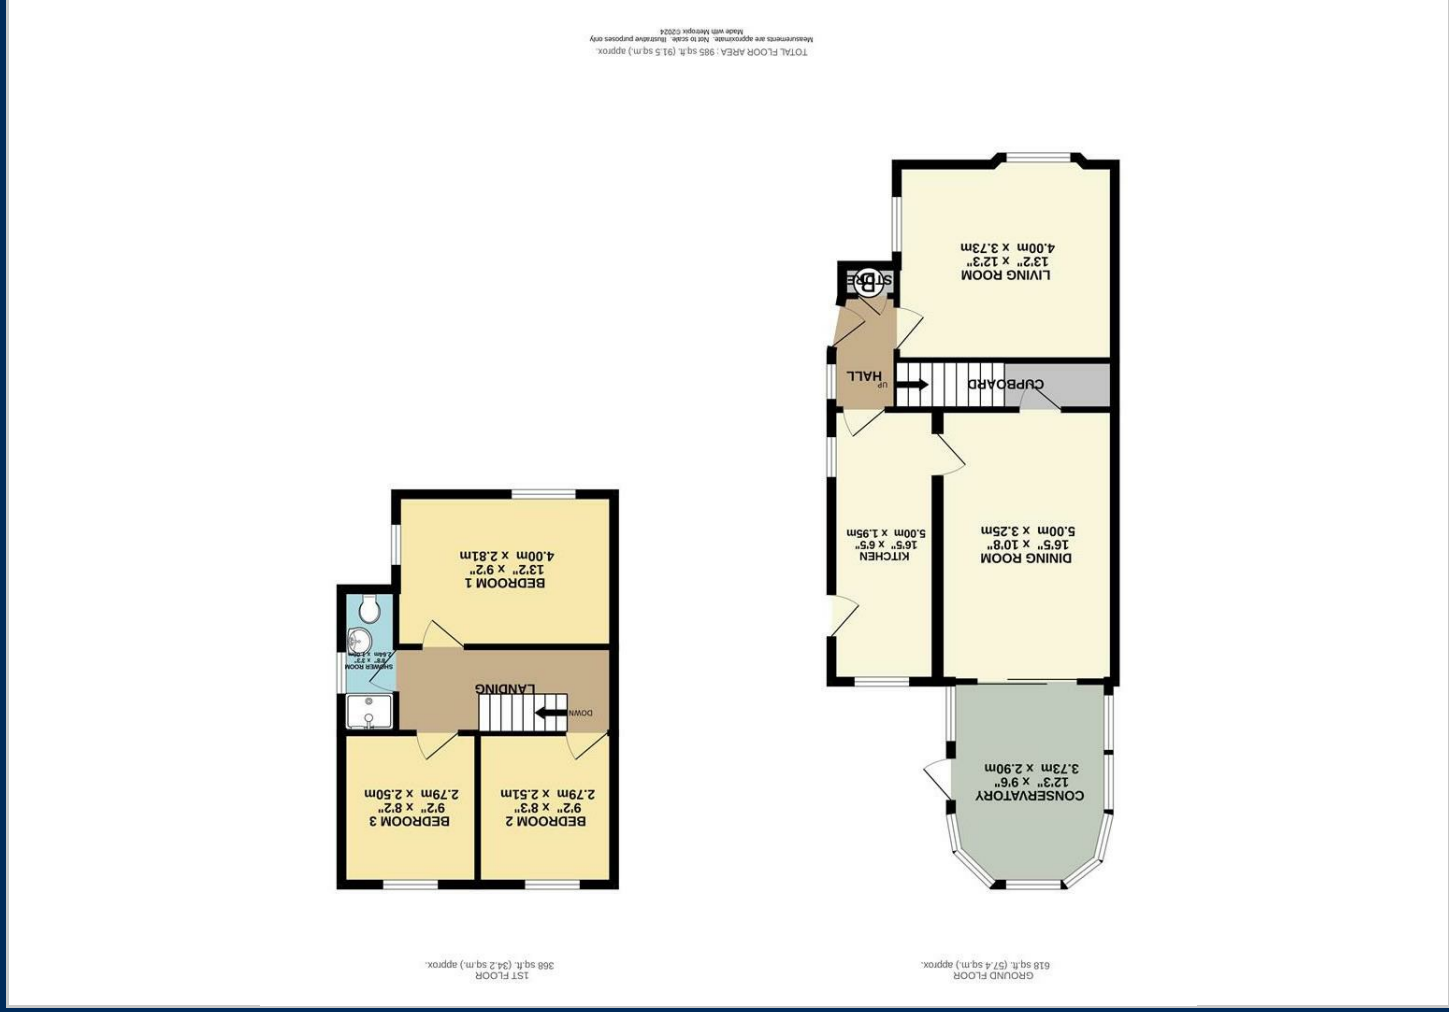 GROUND FLOOR
618 sq.ft. (57.4 sq.m.) approx.
1ST FLOOR
368 sq.ft. (34.2 sq.m.) approx.
CONSERVATORY
12'3" x 9'6"
3.73m x 2.90m
DINING ROOM
16'5" x 10'8"
5.00m x 3.25m
KITCHEN
16'5" x 6'5"
5.00m x 1.95m
CUPBOARD
UP
HALL
LIVING ROOM
13'2" x 12'3"
4.00m x 3.73m
STORE
B
BEDROOM 2
9'2" x 8'3"
2.79m x 2.51m
BEDROOM 3
9'2" x 8'2"
2.79m x 2.50m
DOWN
LANDING
SHOWER ROOM
8'8" x 3'3"
2.64m x
BEDROOM 1
13'2" x 9'2"
4.00m x 2.81m
TOTAL FLOOR AREA : 985 sq.ft. (91.5 sq.m.) approx.
Measurements are approximate. Not to scale. Illustrative purposes only
Made with Metropix ©2024